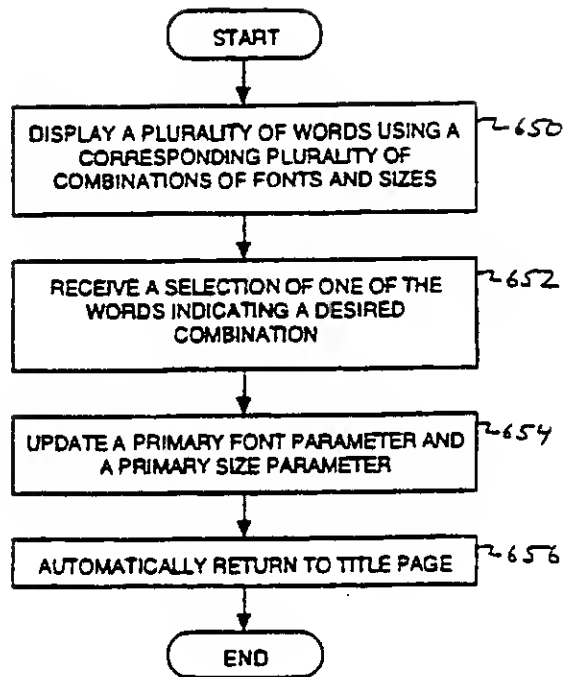 START
DISPLAY A PLURALITY OF WORDS USING A
CORRESPONDING PLURALITY OF
COMBINATIONS OF FONTS AND SIZES
650
RECEIVE A SELECTION OF ONE OF THE
WORDS INDICATING A DESIRED
COMBINATION
652
UPDATE A PRIMARY FONT PARAMETER AND
A PRIMARY SIZE PARAMETER
654
AUTOMATICALLY RETURN TO TITLE PAGE
656
END